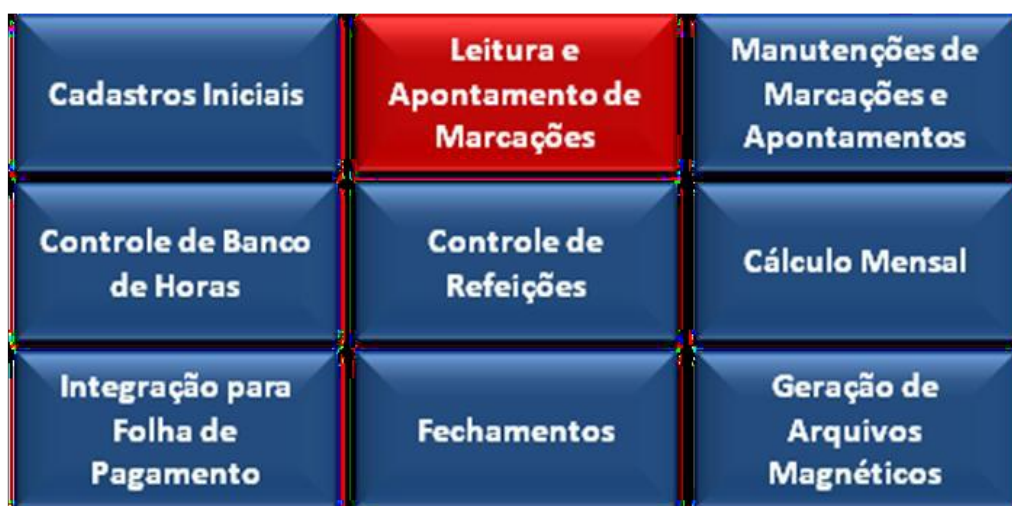 Cadastros Iniciais
Leitura e
Apontamento de
Marcações
Manutenções de
Marcações e
Apontamentos
Controle de Banco
de Horas
Controle de
Refeições
Cálculo Mensal
Integração para
Folha de
Pagamento
Fechamentos
Geração de
Arquivos
Magnéticos